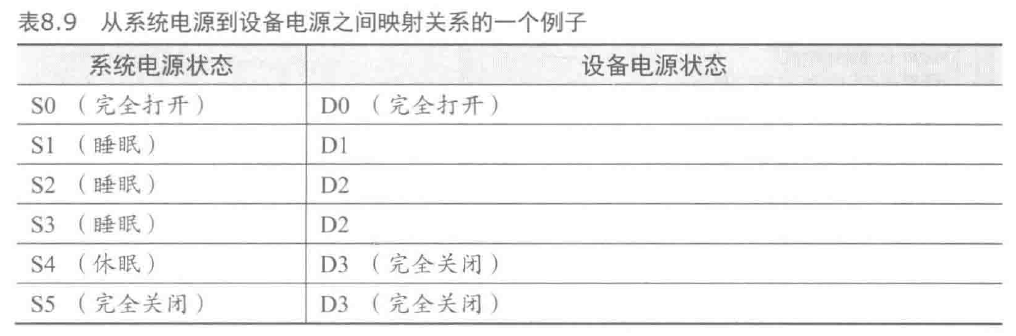 表8.9 从系统电源到设备电源之间映射关系的一个例子
系统电源状态 设备电源状态
S0 （完全打开） D0 （完全打开）
S1 （睡眠） D1
S2 （睡眠） D2
S3 （睡眠） D2
S4 （休眠） D3 （完全关闭）
S5 （完全关闭） D3 （完全关闭）